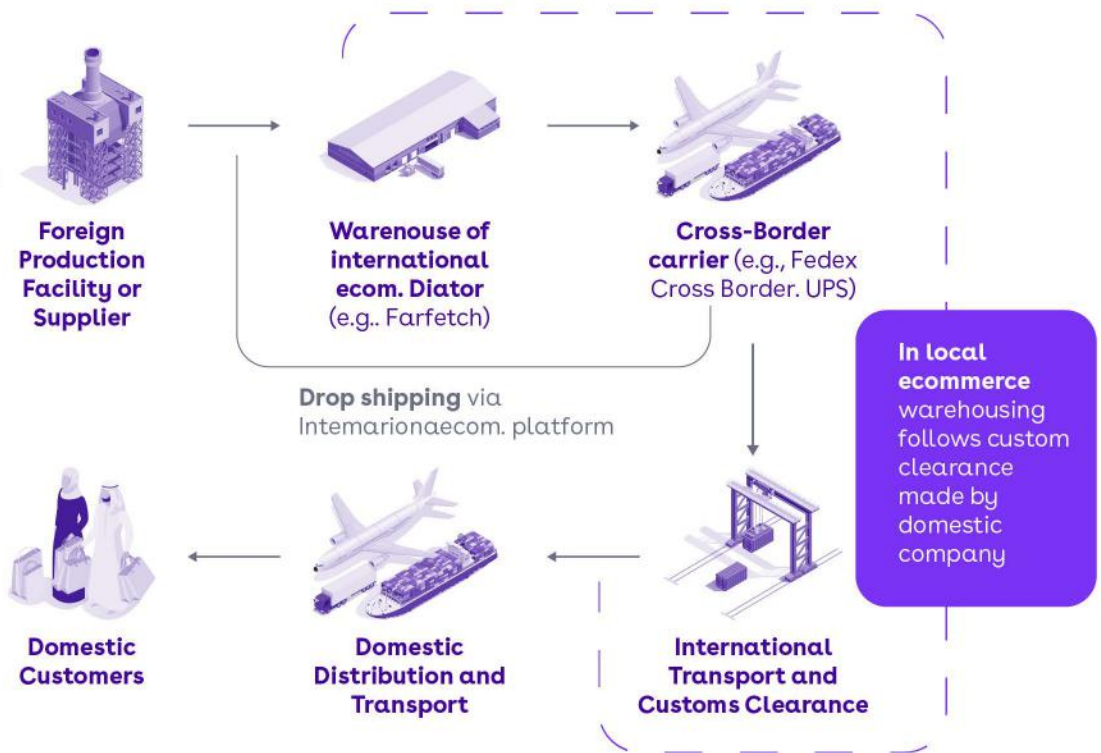 Foreign
Production
Facility or
Supplier
Warenouse of
international
ecom. Diator
(e.g.. Farfetch)
Cross-Border
carrier (e.g., Fedex
Cross Border. UPS)
In local
ecommerce
warehousing
follows custom
clearance
made by
domestic
company
Drop shipping via
Intemarionaecom. platform
Domestic
Customers
Domestic
Distribution and
Transport
International
Transport and
Customs Clearance